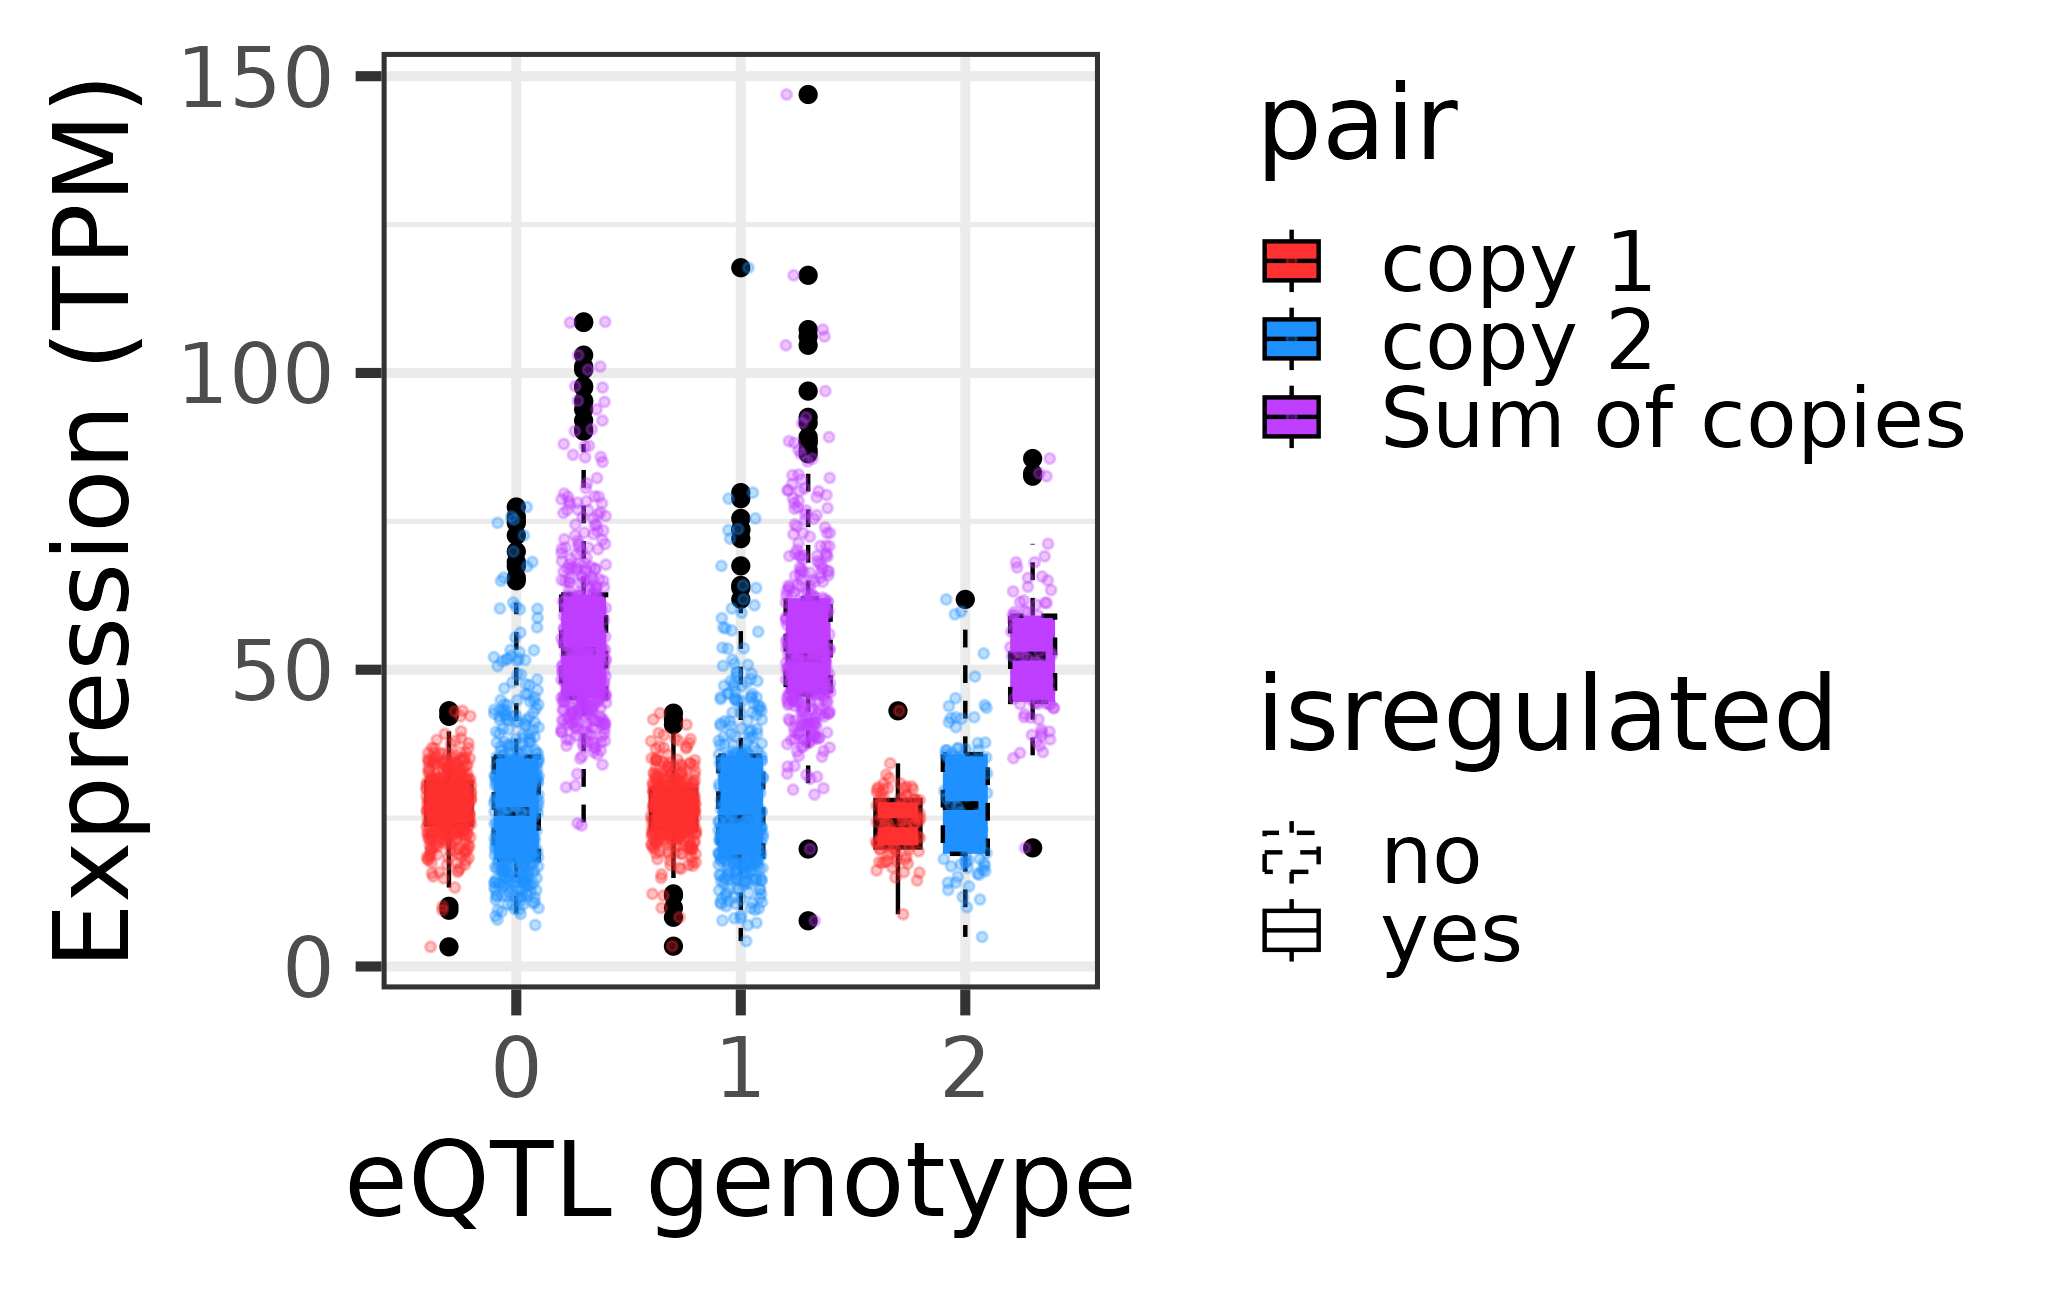 150
100
50
0
Expression (TPM)
0 1 2
eQTL genotype
pair
copy 1
copy 2
Sum of copies
isregulated
no
yes